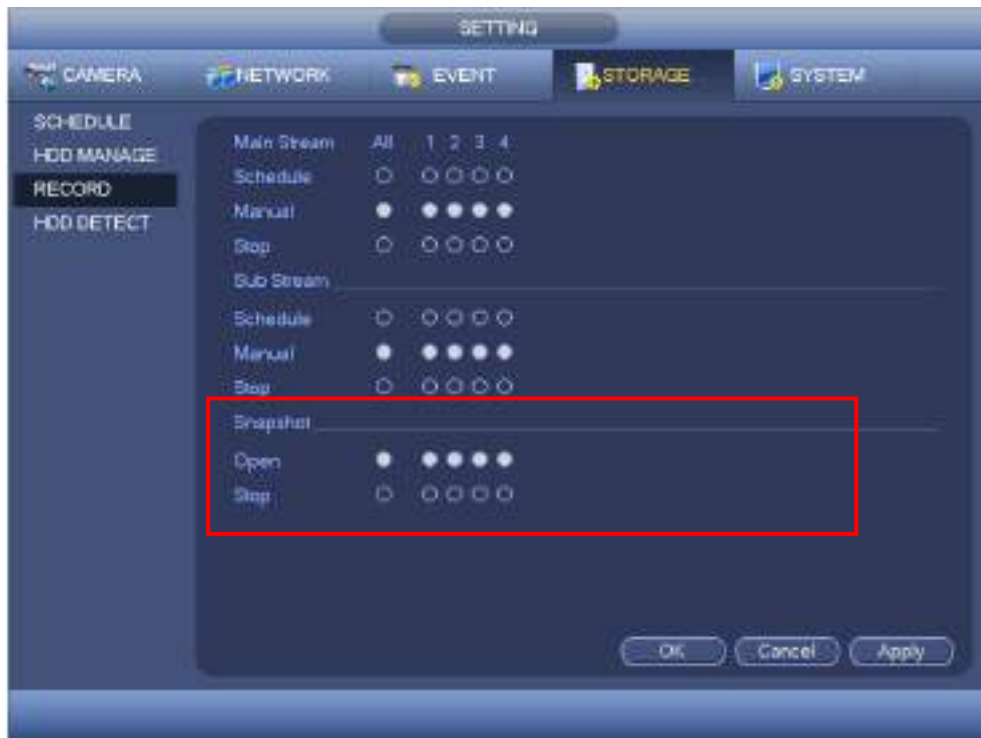 SETTING
CAMERA NETWORK EVENT STORAGE SYSTEM
SCHEDULE
HDD MANAGE
RECORD
HDD DETECT
Main Stream All 1 2 3 4
Schedule
Manual
Stop
Sub Stream
Schedule
Manual
Stop
Snapshot
Open
Stop
OK Cancel Apply